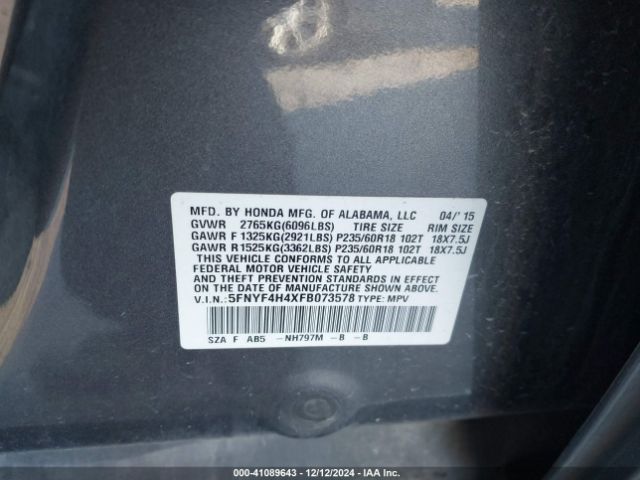 MFD. BY HONDA MFG. OF ALABAMA, LLC 04/'15
GVWR 2765KG(6096LBS) TIRE SIZE RIM SIZE
GAWR F 1325KG(2921LBS) P235/60R18 102T 18X7.5J
GAWR R1525KG(3362LBS) P235/60R18 102T 18X7.5J
THIS VEHICLE CONFORMS TO ALL APPLICABLE
FEDERAL MOTOR VEHICLE SAFETY
AND THEFT PREVENTION STANDARDS IN EFFECT
ON THE DATE OF MANUFACTURE SHOWN ABOVE.
V.I.N.:5FNYF4H4XFB073578 TYPE: MPV
SZA F AB5 -NH797M -B -B
000-41089643 / 12/12/2024 / IAA Inc.